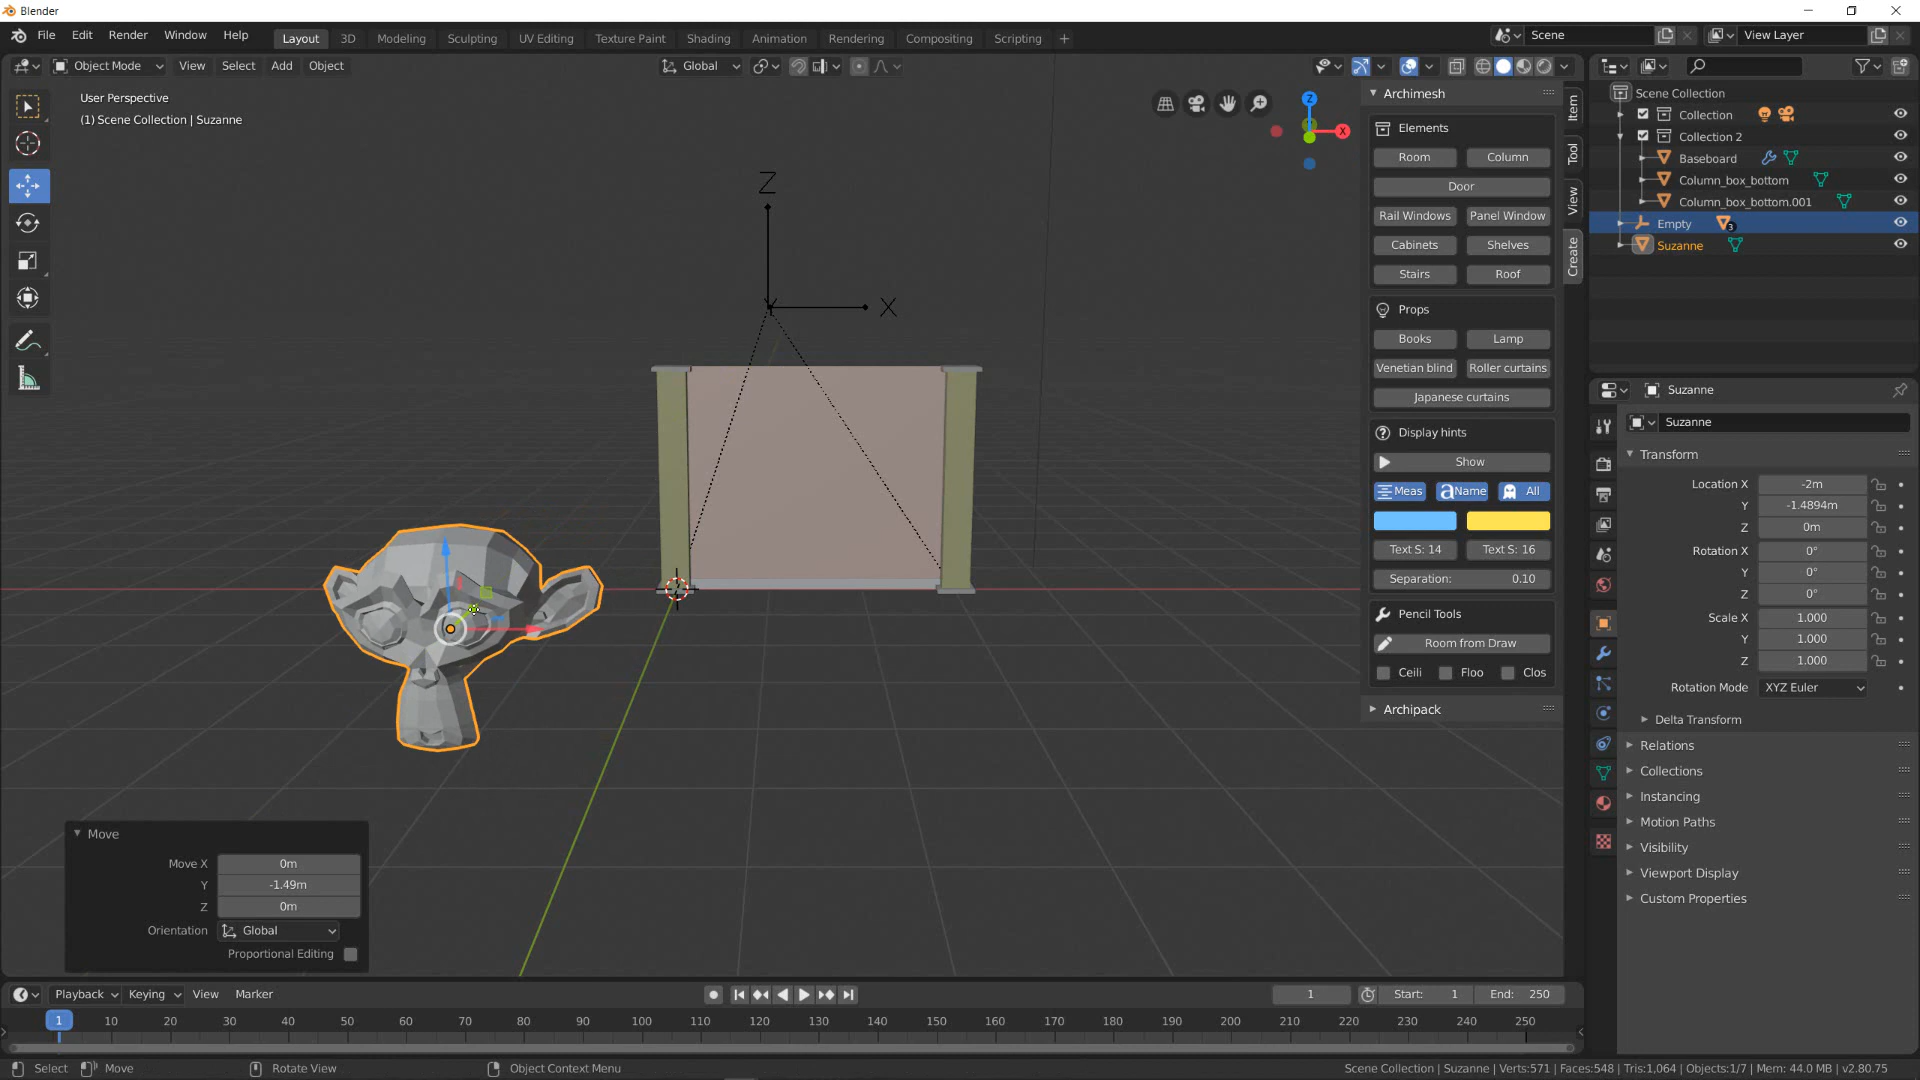 Blender
File Edit Render Window Help Layout 3D Modeling Sculpting UV Editing Texture Paint Shading Animation Rendering Compositing Scripting + Scene View Layer
Object Mode View Select Add Object Global
User Perspective
(1) Scene Collection | Suzanne
Z
X
Y
Z
X
Archimesh
Elements
Room Column
Door
Rail Windows Panel Window
Cabinets Shelves
Stairs Roof
Props
Books Lamp
Venetian blind Roller curtains
Japanese curtains
Display hints
Show
Meas Name All
Text S: 14 Text S: 16
Separation: 0.10
Pencil Tools
Room from Draw
Ceili Floo Clos
Archipack
Item
Tool
View
Create
Scene Collection
Collection
Collection 2
Baseboard
Column_box_bottom
Column_box_bottom.001
Empty 3
Suzanne
Suzanne
Suzanne
Transform
Location X -2m
Y -1.4894m
Z 0m
Rotation X 0°
Y 0°
Z 0°
Scale X 1.000
Y 1.000
Z 1.000
Rotation Mode XYZ Euler
Delta Transform
Relations
Collections
Instancing
Motion Paths
Visibility
Viewport Display
Custom Properties
Move
Move X 0m
Y -1.49m
Z 0m
Orientation Global
Proportional Editing
Playback Keying View Marker 1 Start: 1 End: 250
1 10 20 30 40 50 60 70 80 90 100 110 120 130 140 150 160 170 180 190 200 210 220 230 240 250
Select Move Rotate View Object Context Menu Scene Collection | Suzanne | Verts:571 | Faces:548 | Tris:1,064 | Objects:1/7 | Mem: 44.0 MB | v2.80.75